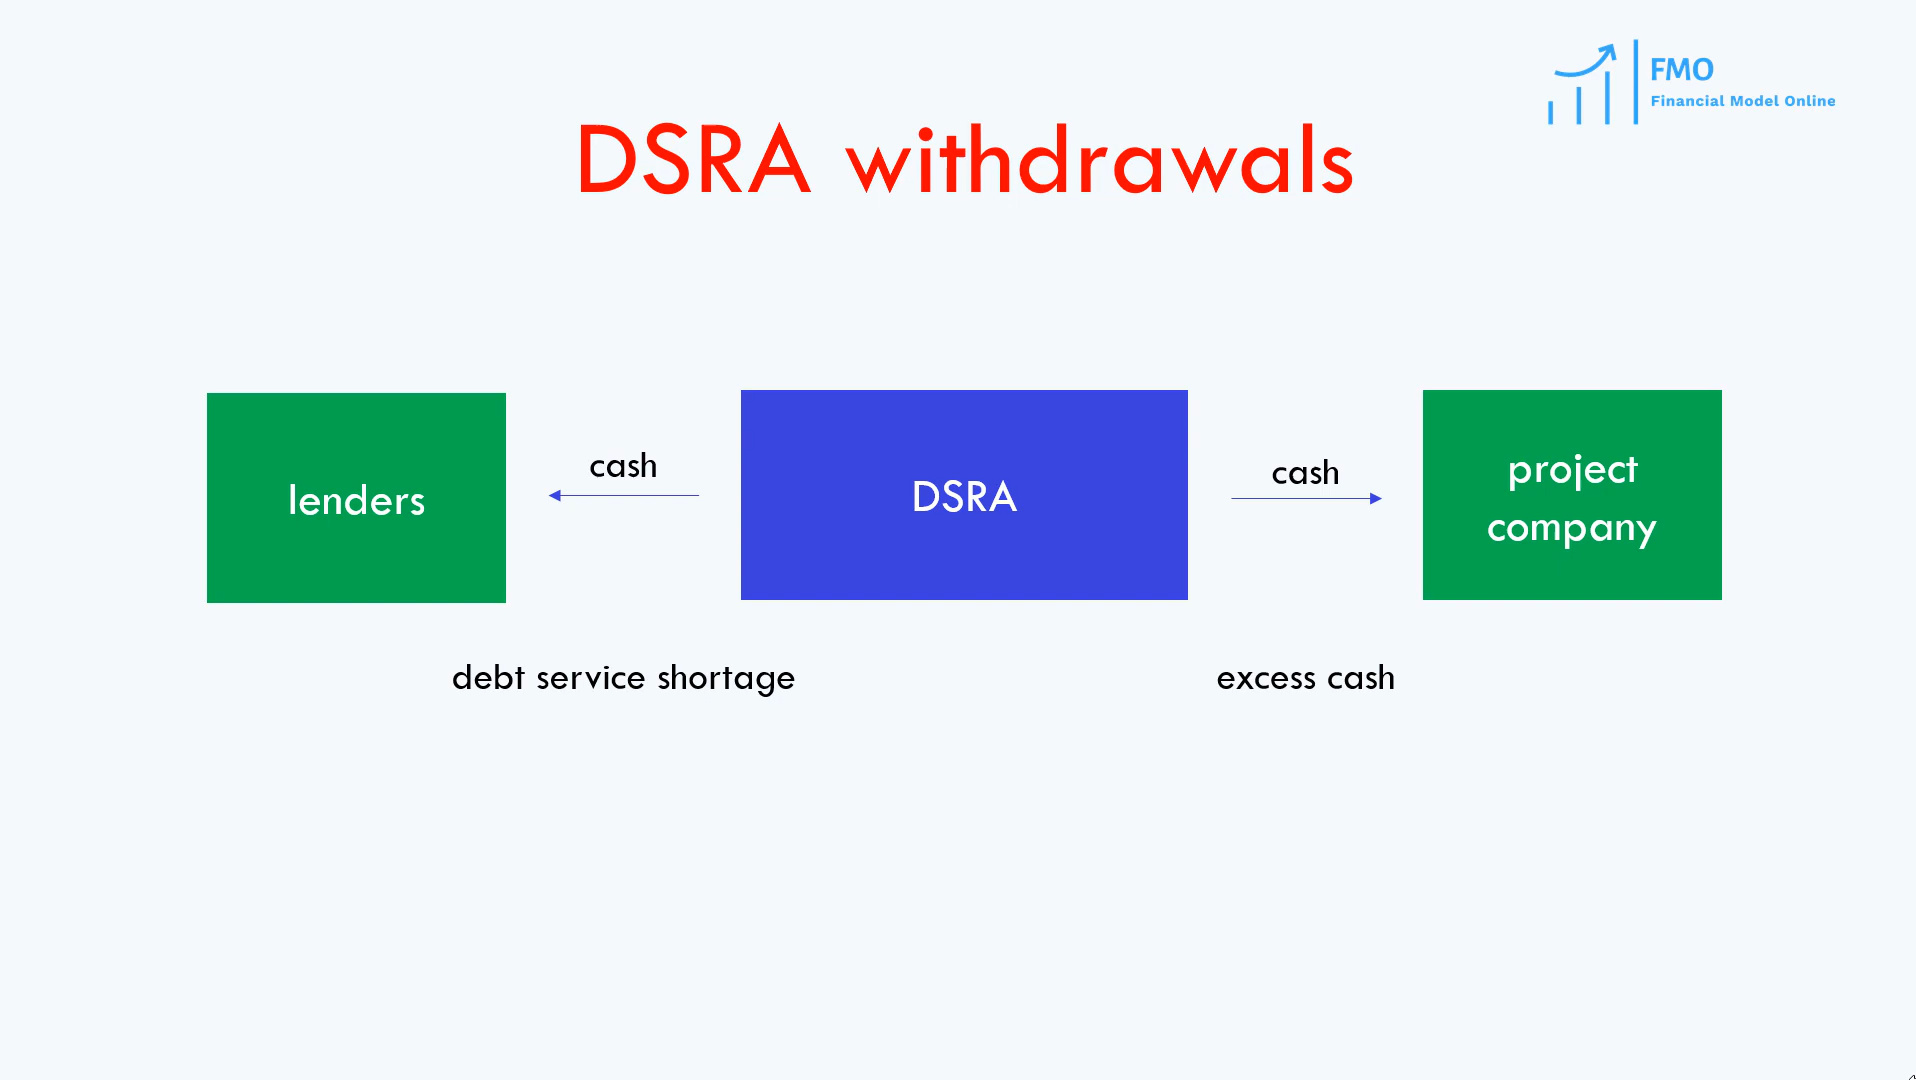 FMO
Financial Model Online
DSRA withdrawals
lenders
cash
DSRA
cash
project
company
debt service shortage
excess cash